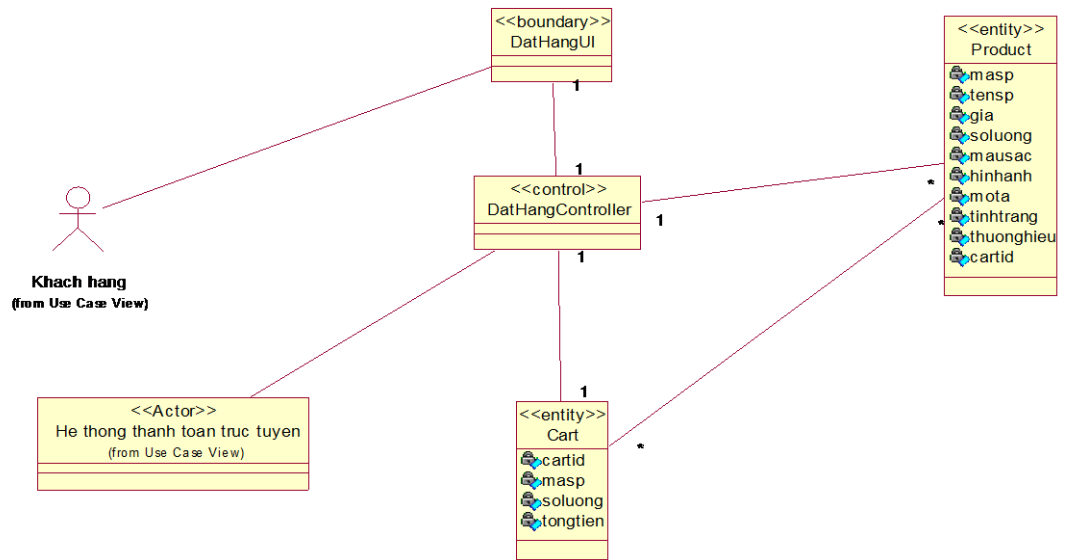 <<boundary>>
DatHangUI
1
1
<<control>>
DatHangController
1
1
<<entity>>
Product
masp
tensp
gia
soluong
mausac
hinhanh
mota
tinhtrang
thuonghieu
cartid
*
*
Khach hang
(from Use Case View)
<<Actor>>
He thong thanh toan truc tuyen
(from Use Case View)
1
<<entity>>
Cart
cartid
masp
soluong
tongtien
*